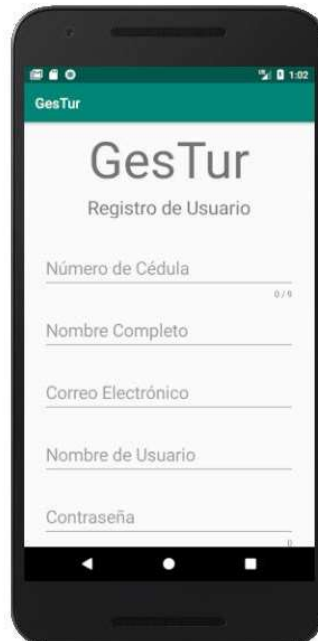 1:02
GesTur
GesTur
Registro de Usuario
Número de Cédula
0 / 9
Nombre Completo
Correo Electrónico
Nombre de Usuario
Contraseña
0